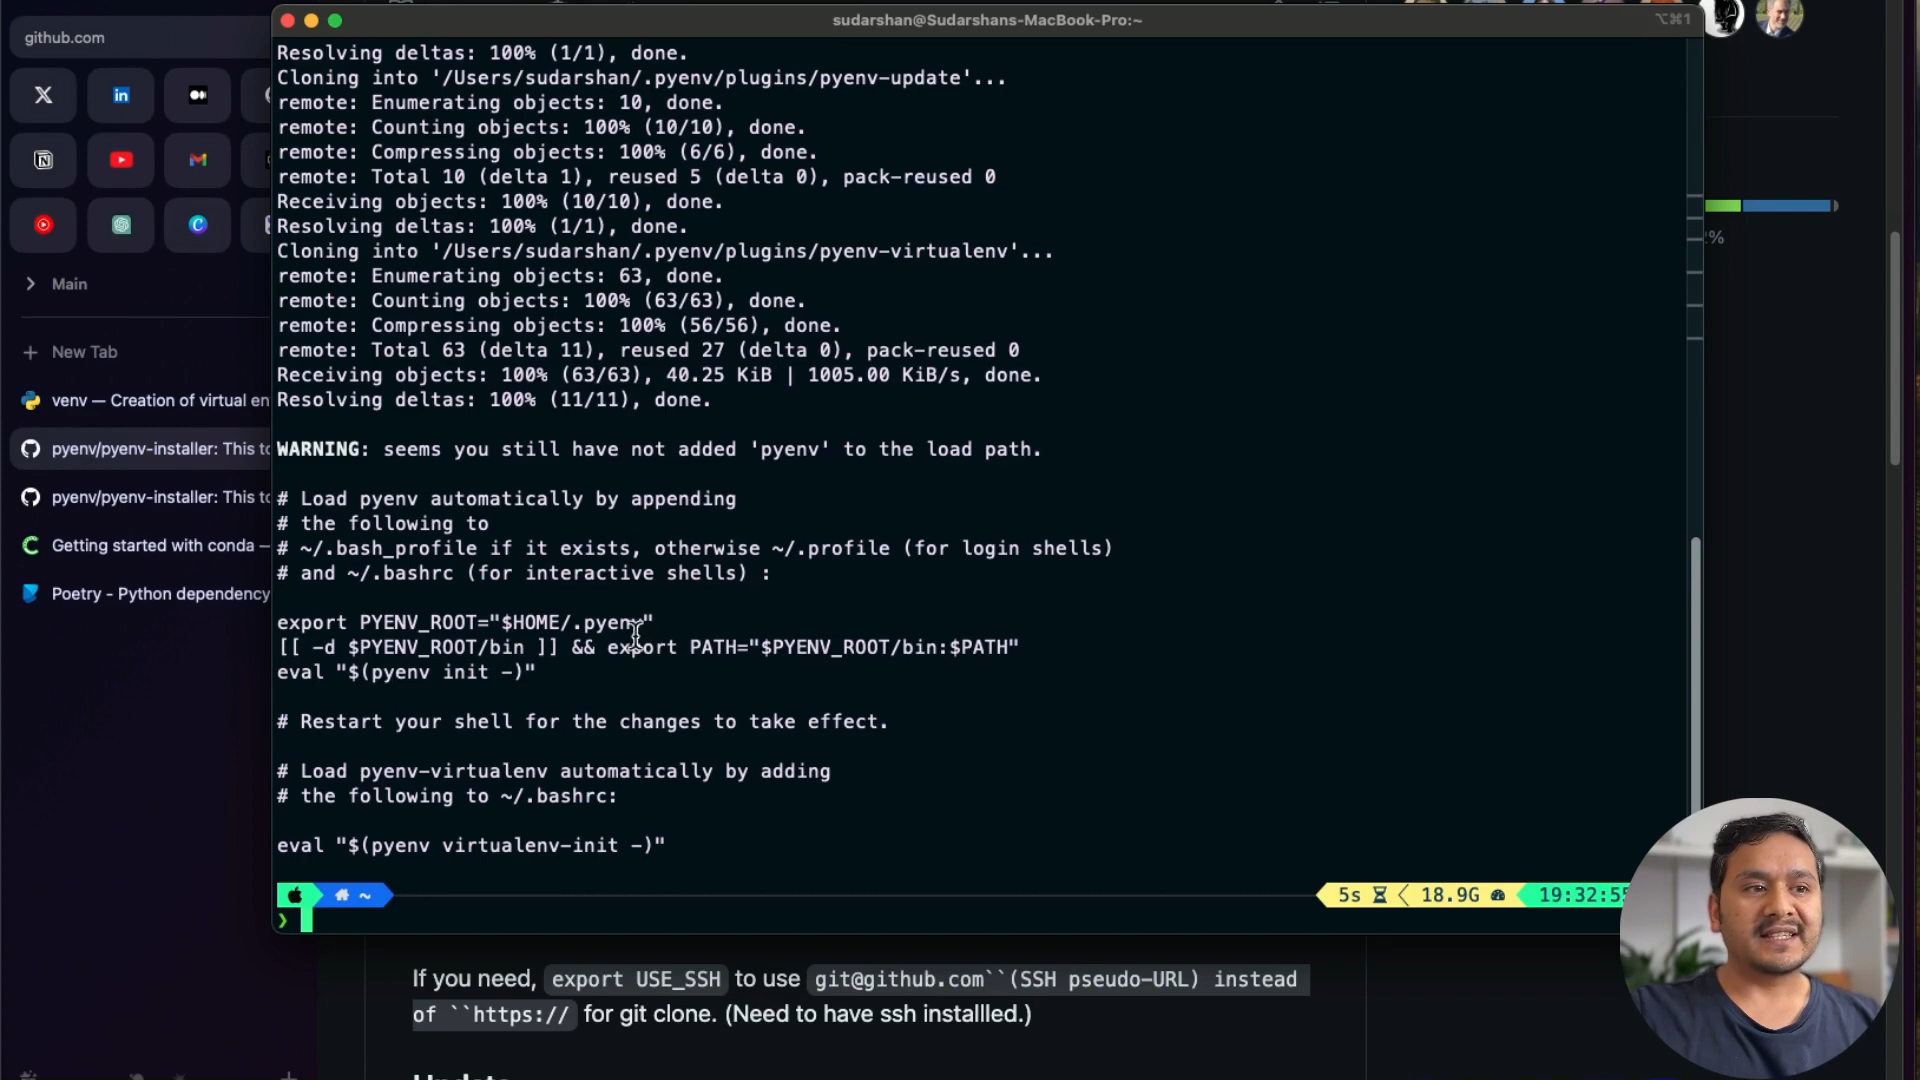 sudarshan@Sudarshans-MacBook-Pro:~
⌥⌘1
github.com
Main
New Tab
venv — Creation of virtual en
pyenv/pyenv-installer: This to
pyenv/pyenv-installer: This to
Getting started with conda —
Poetry - Python dependency
Resolving deltas: 100% (1/1), done.
Cloning into '/Users/sudarshan/.pyenv/plugins/pyenv-update'...
remote: Enumerating objects: 10, done.
remote: Counting objects: 100% (10/10), done.
remote: Compressing objects: 100% (6/6), done.
remote: Total 10 (delta 1), reused 5 (delta 0), pack-reused 0
Receiving objects: 100% (10/10), done.
Resolving deltas: 100% (1/1), done.
Cloning into '/Users/sudarshan/.pyenv/plugins/pyenv-virtualenv'...
remote: Enumerating objects: 63, done.
remote: Counting objects: 100% (63/63), done.
remote: Compressing objects: 100% (56/56), done.
remote: Total 63 (delta 11), reused 27 (delta 0), pack-reused 0
Receiving objects: 100% (63/63), 40.25 KiB | 1005.00 KiB/s, done.
Resolving deltas: 100% (11/11), done.
WARNING: seems you still have not added 'pyenv' to the load path.
# Load pyenv automatically by appending
# the following to
# ~/.bash_profile if it exists, otherwise ~/.profile (for login shells)
# and ~/.bashrc (for interactive shells) :
export PYENV_ROOT="$HOME/.pyenv"
[[ -d $PYENV_ROOT/bin ]] && export PATH="$PYENV_ROOT/bin:$PATH"
eval "$(pyenv init -)"
# Restart your shell for the changes to take effect.
# Load pyenv-virtualenv automatically by adding
# the following to ~/.bashrc:
eval "$(pyenv virtualenv-init -)"
~
5s 18.9G 19:32:55
❯
If you need, export USE_SSH to use git@github.com``(SSH pseudo-URL) instead
of ``https:// for git clone. (Need to have ssh installled.)